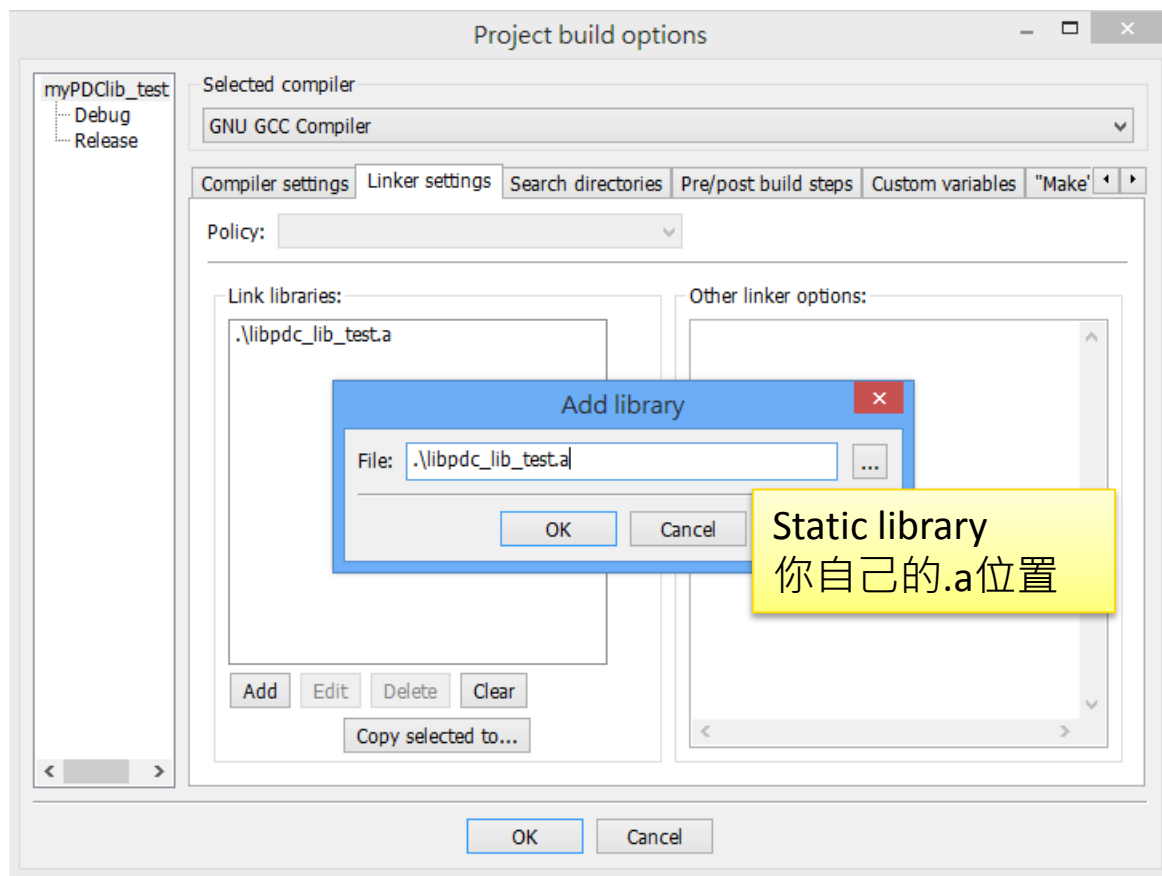 Project build options
myPDClib_test
Debug
Release
Selected compiler
GNU GCC Compiler
Compiler settings
Linker settings
Search directories
Pre/post build steps
Custom variables
"Make'
Policy:
Link libraries:
Other linker options:
.\libpdc_lib_test.a
Add library
File:
.\libpdc_lib_test.a
...
OK
Cancel
Static library
你自己的.a位置
Add
Edit
Delete
Clear
Copy selected to...
OK
Cancel